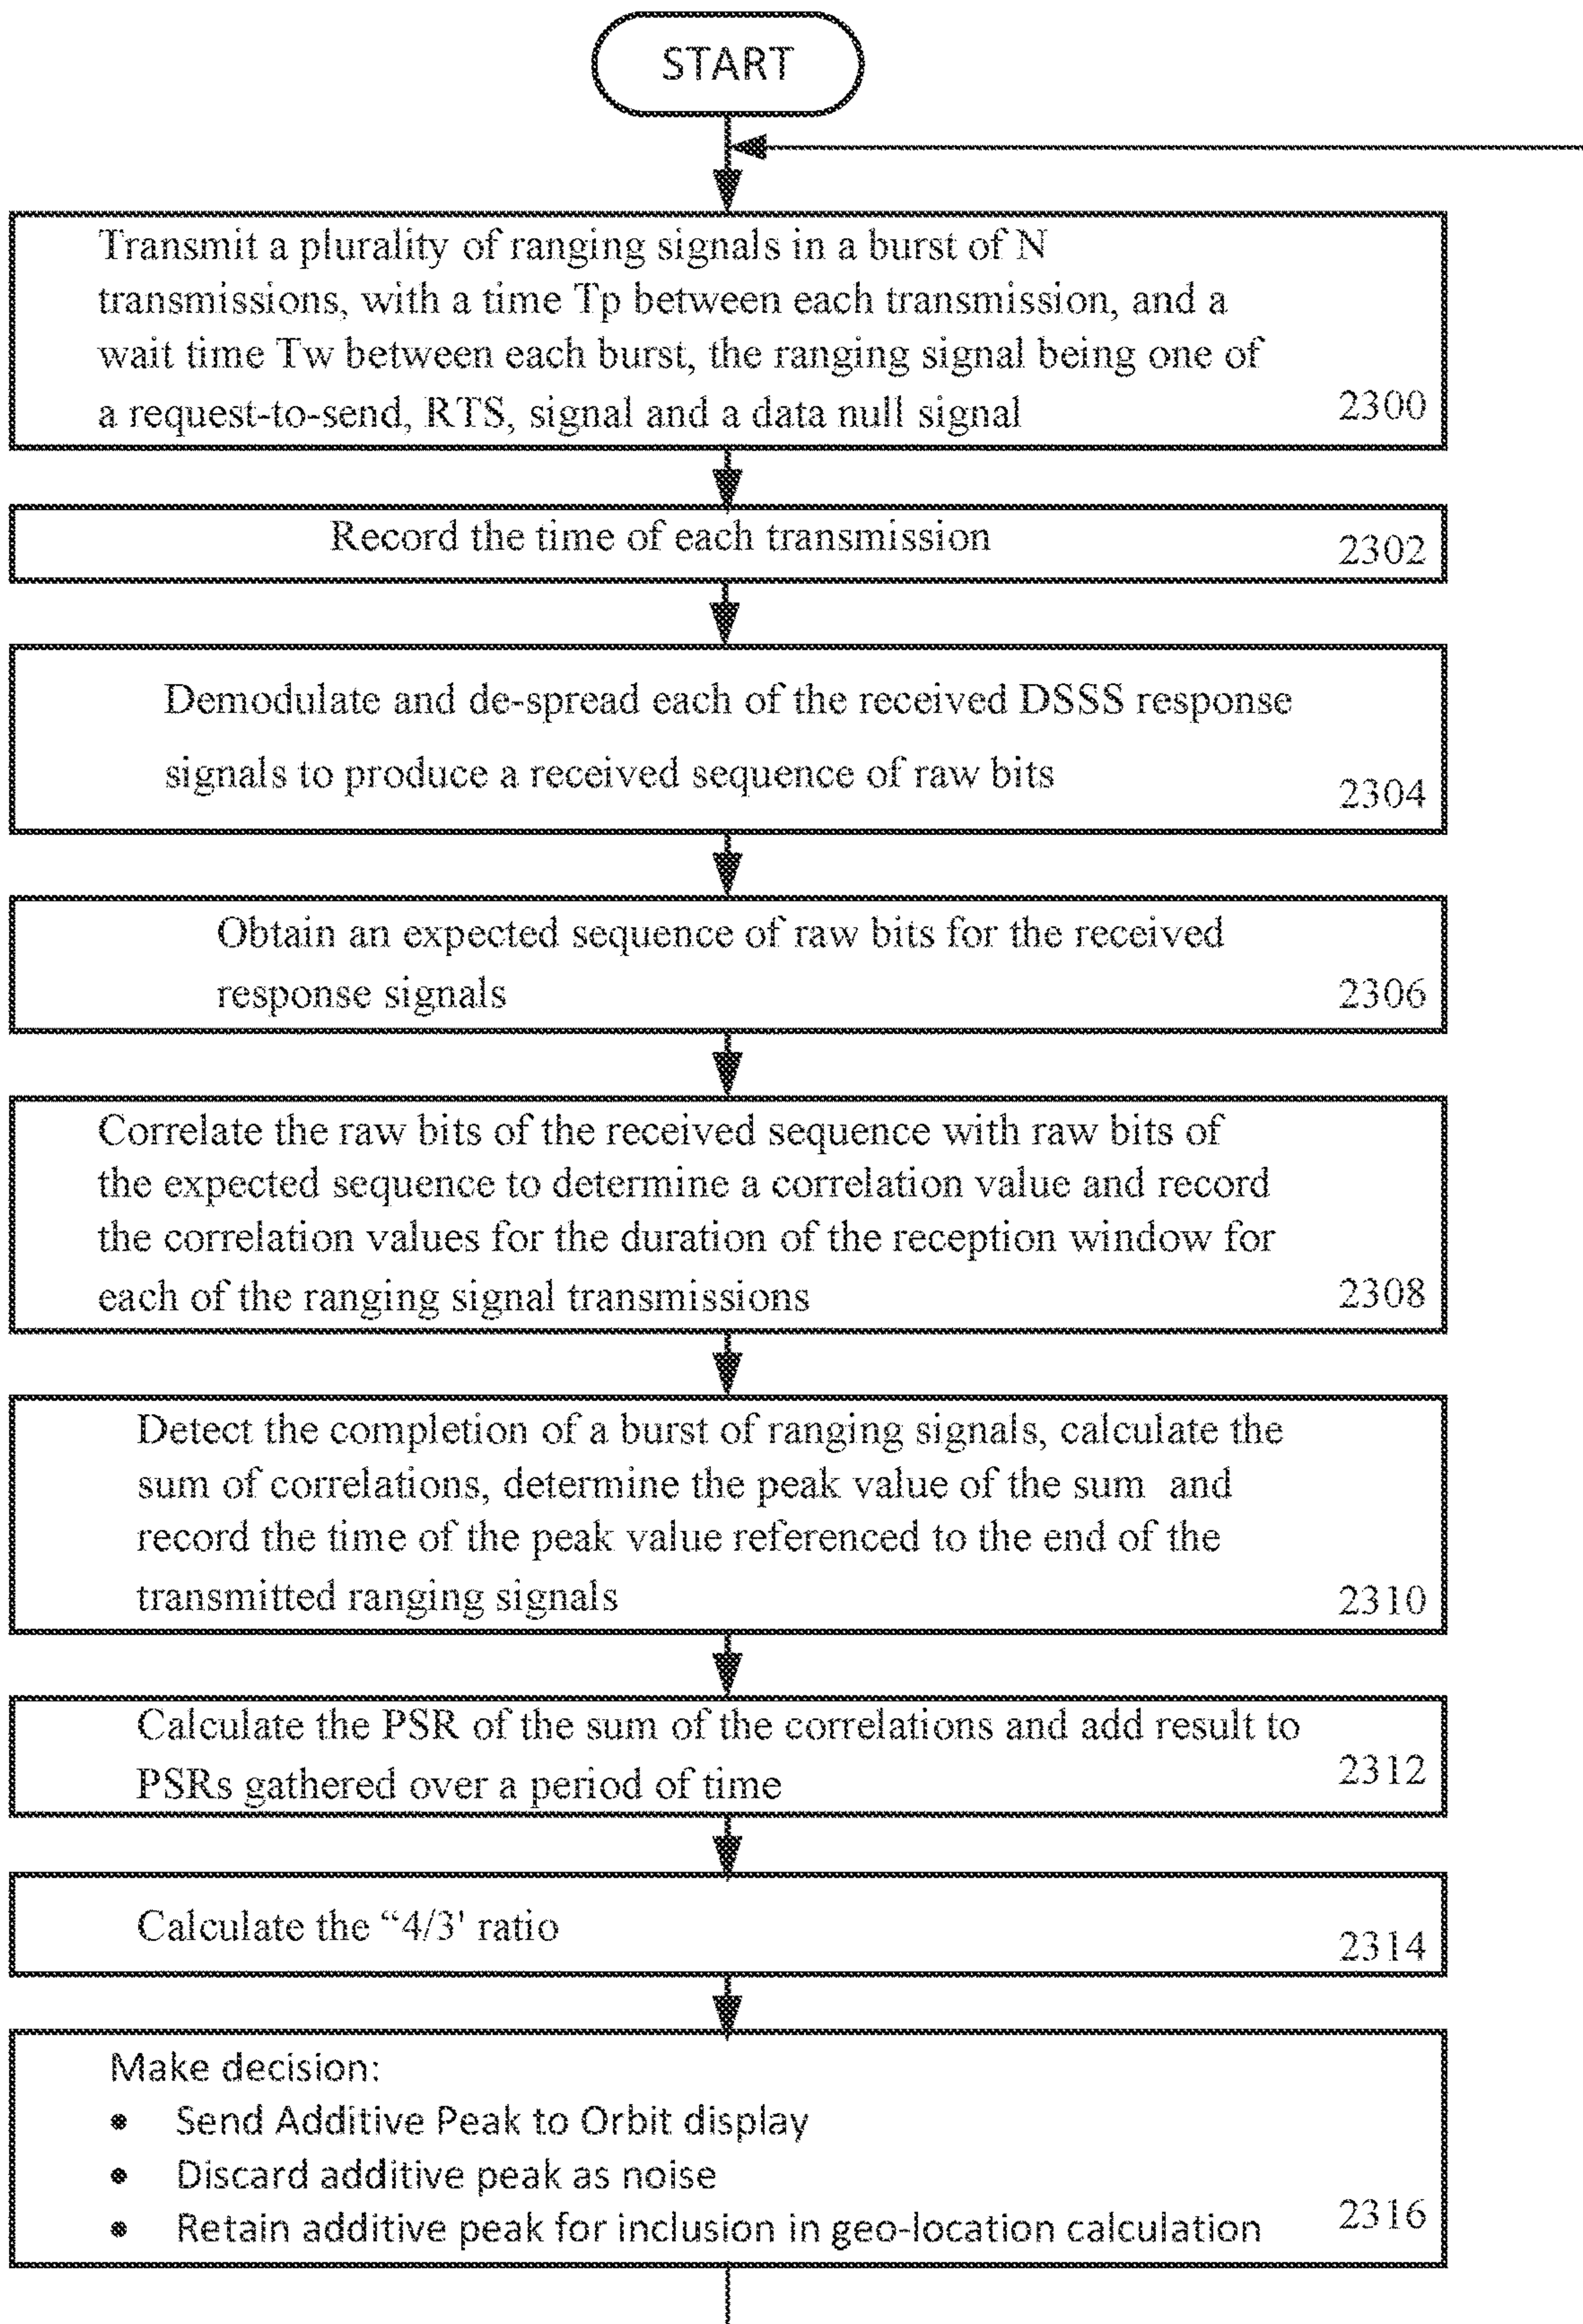 START
Transmit a plurality of ranging signals in a burst of N
transmissions, with a time Tp between each transmission, and a
wait time Tw between each burst, the ranging signal being one of
a request-to-send, RTS, signal and a data null signal
2300
Record the time of each transmission
2302
Demodulate and de-spread each of the received DSSS response
signals to produce a received sequence of raw bits
2304
Obtain an expected sequence of raw bits for the received
response signals
2306
Correlate the raw bits of the received sequence with raw bits of
the expected sequence to determine a correlation value and record
the correlation values for the duration of the reception window for
each of the ranging signal transmissions
2308
Detect the completion of a burst of ranging signals, calculate the
sum of correlations, determine the peak value of the sum  and
record the time of the peak value referenced to the end of the
transmitted ranging signals
2310
Calculate the PSR of the sum of the correlations and add result to
PSRs gathered over a period of time
2312
Calculate the “4/3' ratio
2314
Make decision:
• Send Additive Peak to Orbit display
• Discard additive peak as noise
• Retain additive peak for inclusion in geo-location calculation
2316